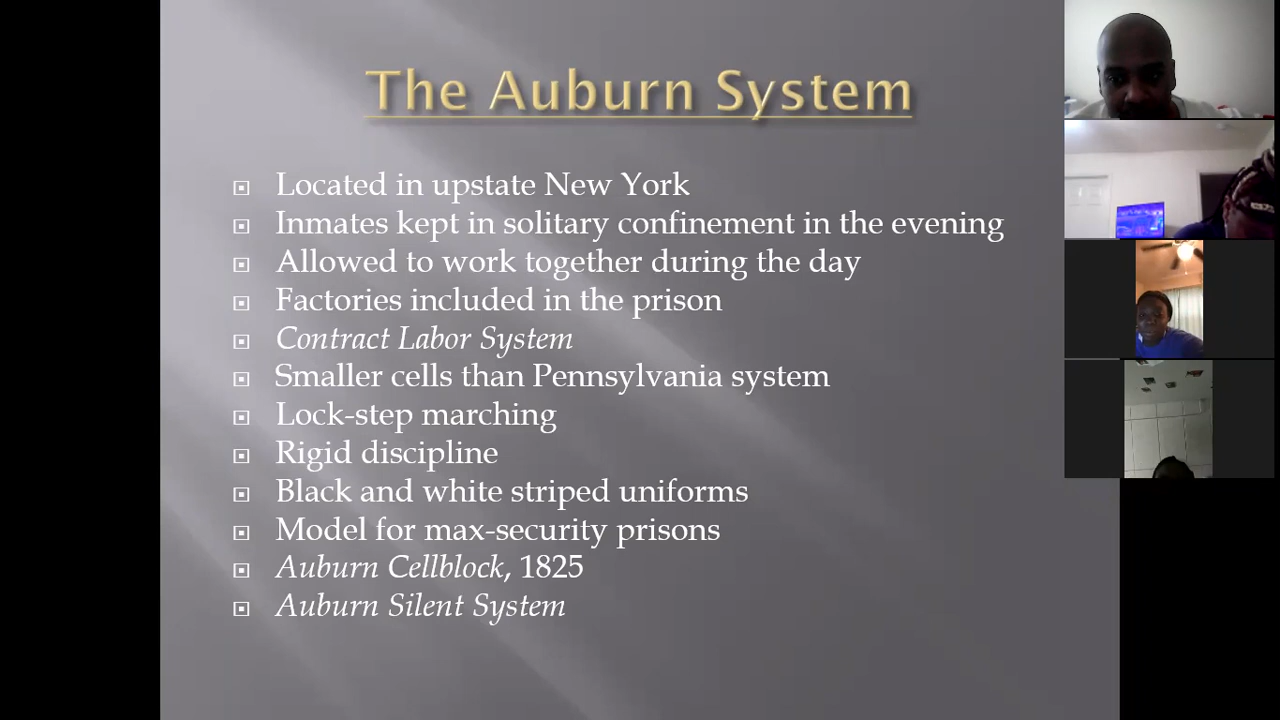 The Auburn System
Located in upstate New York
Inmates kept in solitary confinement in the evening
Allowed to work together during the day
Factories included in the prison
Contract Labor System
Smaller cells than Pennsylvania system
Lock-step marching
Rigid discipline
Black and white striped uniforms
Model for max-security prisons
Auburn Cellblock, 1825
Auburn Silent System